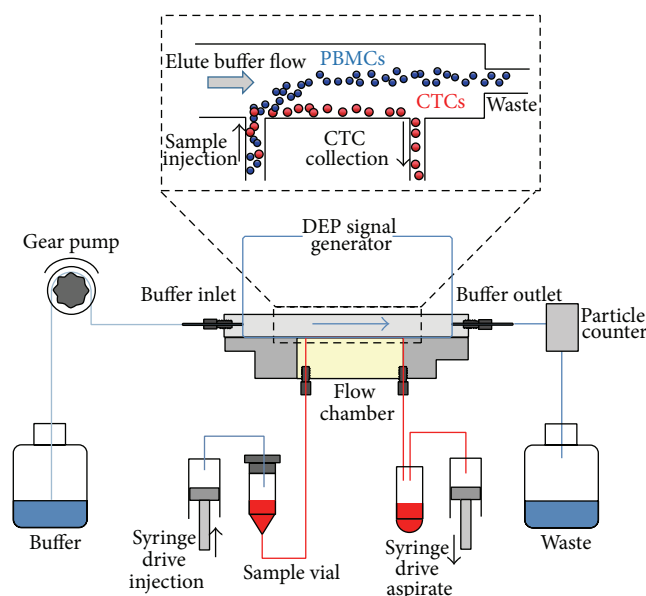 PBMCs
Elute buffer flow
CTCs
Waste
Sample
injection
CTC
collection
DEP signal
generator
Gear pump
Buffer inlet
Buffer outlet
Particle
counter
Flow
chamber
Buffer
Syringe
drive
injection
Sample vial
Syringe
drive
aspirate
Waste